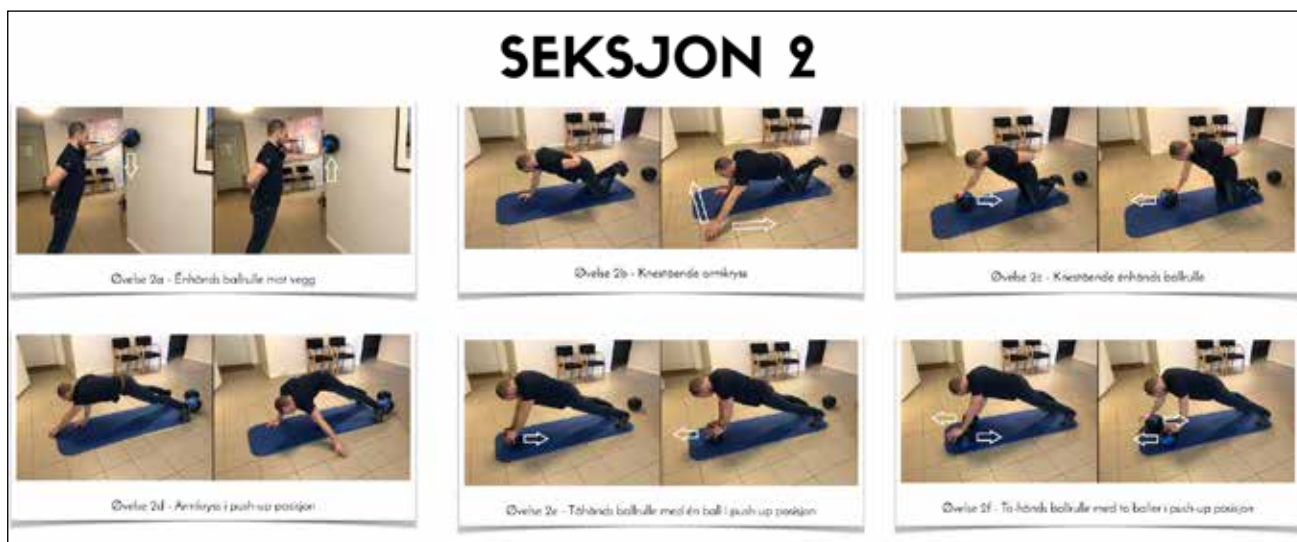 SEKSJON 2
Øvelse 2a - Énhånds ballrulle mot vegg
Øvelse 2b - Knestående armkryss
Øvelse 2c - Knestående énhånds ballrulle
Øvelse 2d - Armkryss i push-up posisjon
Øvelse 2e - Tohånds ballrulle med én ball i push-up posisjon
Øvelse 2f - To-hånds ballrulle med to baller i push-up posisjon